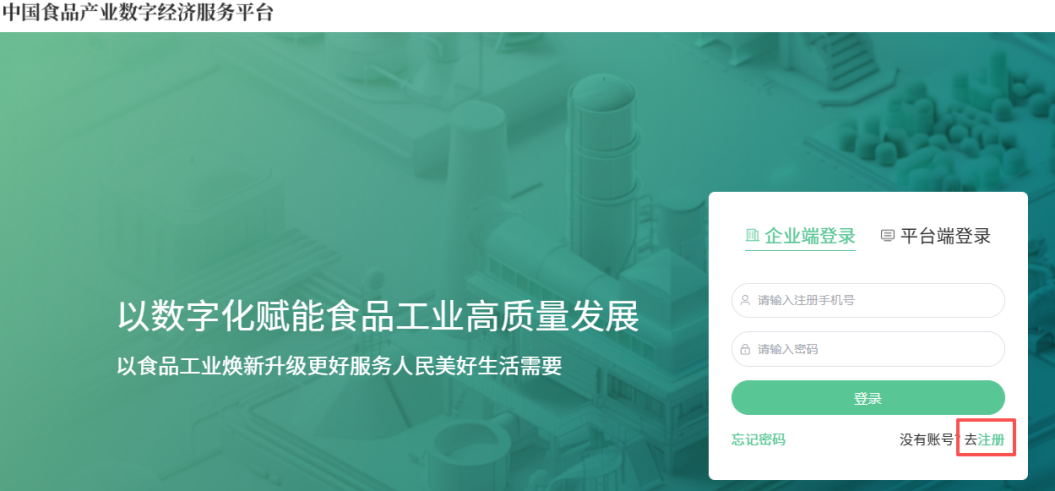 中国食品产业数字经济服务平台
企业端登录 平台端登录
请输入注册手机号
以数字化赋能食品工业高质量发展
请输入密码
以食品工业焕新升级更好服务人民美好生活需要
登录
忘记密码 没有账号? 去注册